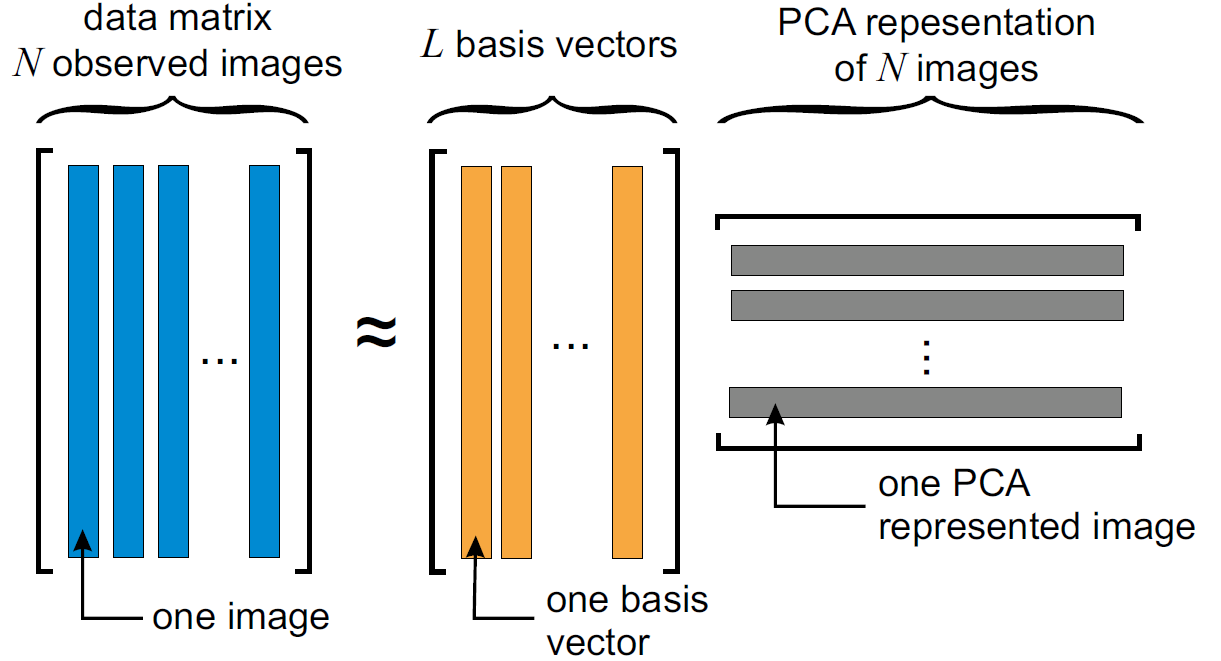 data matrix
N observed images
L basis vectors
PCA repesentation
of N images
...
≈
...
⋮
one image
one basis
vector
one PCA
represented image